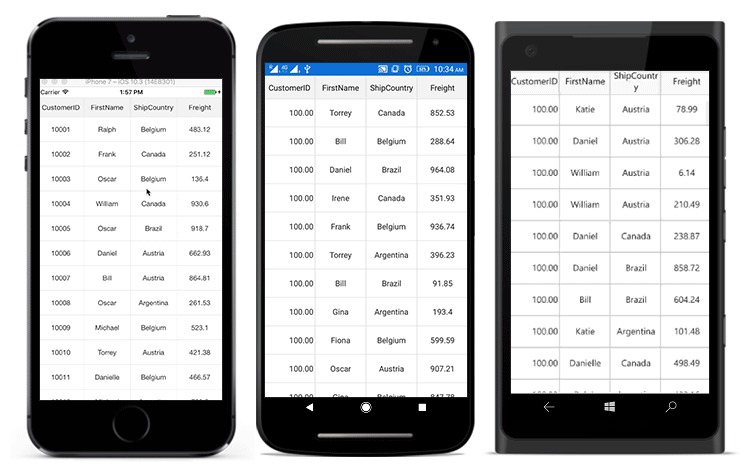 iPhone 7 – iOS 10.3 (14E8301)
Carrier 1:57 PM
CustomerID FirstName ShipCountry Freight
10001 Ralph Belgium 483.12
10002 Frank Canada 251.12
10003 Oscar Belgium 136.4
10004 William Canada 930.6
10005 Oscar Brazil 918.7
10006 Daniel Austria 662.93
10007 Bill Austria 864.81
10008 Oscar Argentina 261.53
10009 Michael Belgium 523.1
10010 Torrey Austria 421.38
10011 Danielle Belgium 466.57
10:34 AM
CustomerID FirstName ShipCountry Freight
100.00 Torrey Canada 852.53
100.00 Bill Belgium 288.64
100.00 Daniel Brazil 964.08
100.00 Irene Canada 351.93
100.00 Frank Belgium 936.74
100.00 Torrey Argentina 396.23
100.00 Bill Brazil 91.85
100.00 Gina Argentina 193.4
100.00 Fiona Belgium 599.59
100.00 Oscar Austria 907.21
100.00 Gina Belgium 847.78
CustomerID FirstName ShipCountr
y Freight
100.00 Katie Austria 78.99
100.00 Daniel Austria 306.28
100.00 William Austria 6.14
100.00 William Austria 210.49
100.00 Daniel Canada 238.87
100.00 Daniel Brazil 858.72
100.00 Bill Brazil 604.24
100.00 Katie Argentina 101.48
100.00 Danielle Canada 498.49